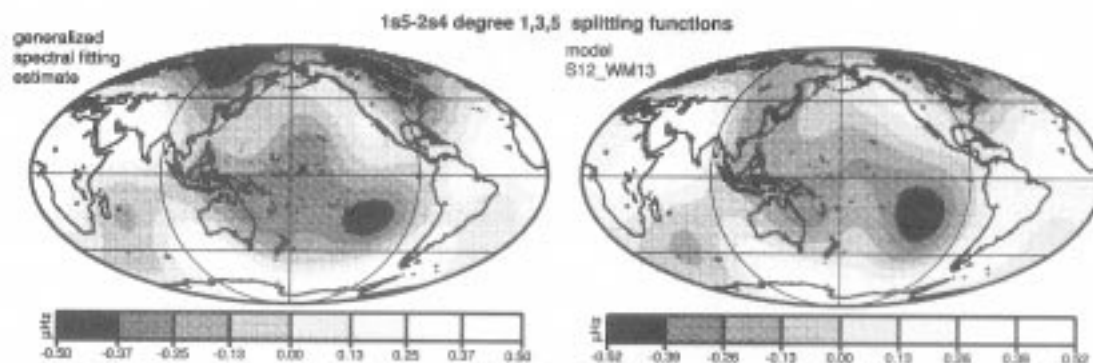 1s5-2s4 degree 1,3,5 splitting functions
generalized
spectral fitting
estimate
model
S12_WM13
µHz
-0.50 -0.37 -0.25 -0.13 0.00 0.13 0.25 0.37 0.50
µHz
-0.52 -0.39 -0.26 -0.13 0.00 0.13 0.26 0.39 0.52